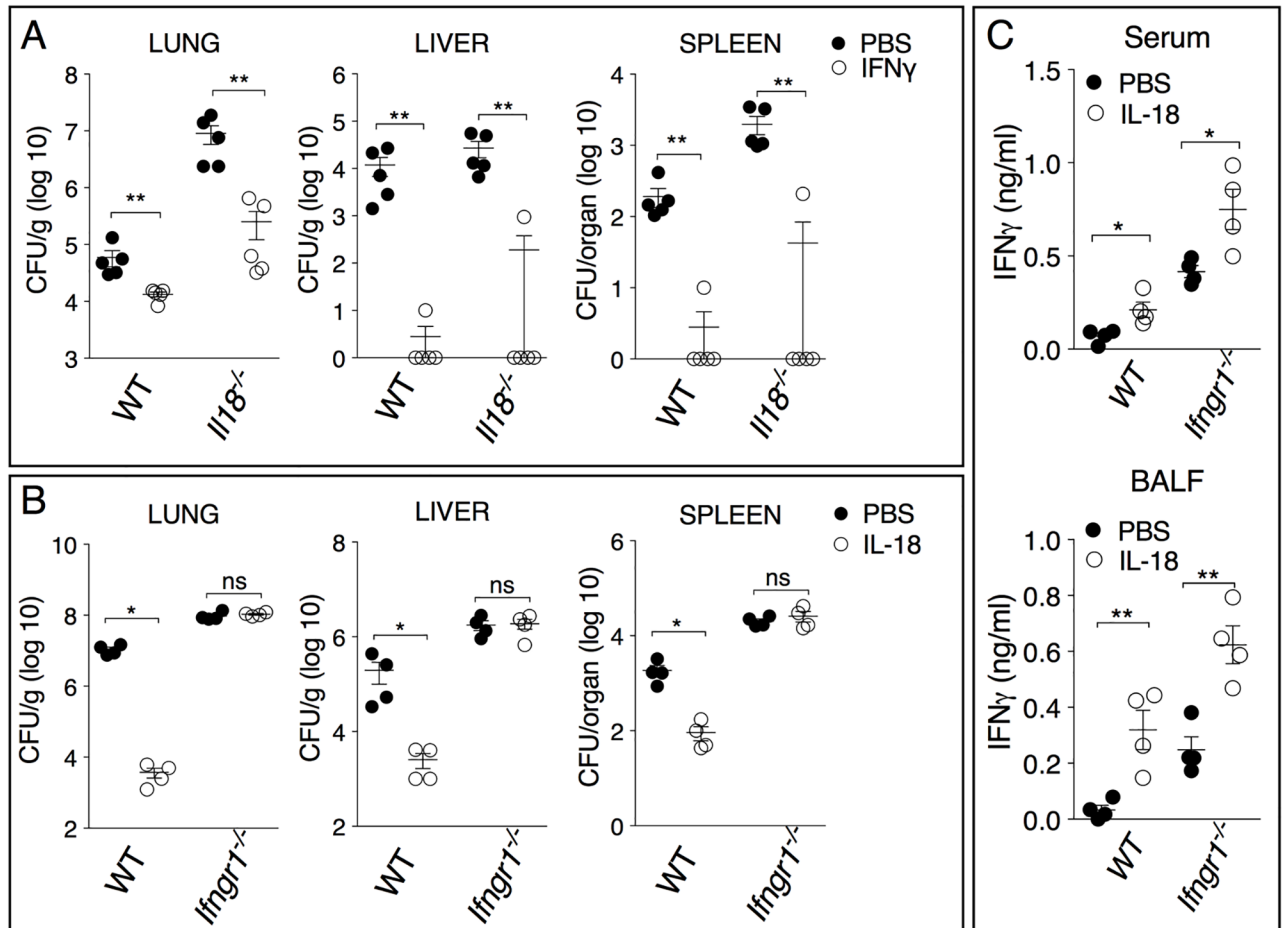 A
LUNG
CFU/g (log 10)
8
7
6
5
4
3
**
**
WT
Il18-/-
LIVER
CFU/g (log 10)
6
5
4
3
2
1
0
**
**
WT
Il18-/-
SPLEEN
CFU/organ (log 10)
4
3
2
1
0
**
**
WT
Il18-/-
PBS
IFNγ
B
LUNG
CFU/g (log 10)
10
8
6
4
2
*
ns
WT
Ifngr1-/-
LIVER
CFU/g (log 10)
8
6
4
2
*
ns
WT
Ifngr1-/-
SPLEEN
CFU/organ (log 10)
6
4
2
0
*
ns
WT
Ifngr1-/-
PBS
IL-18
C
Serum
PBS
IL-18
IFNγ (ng/ml)
1.5
1.0
0.5
0.0
*
*
WT
Ifngr1-/-
BALF
PBS
IL-18
IFNγ (ng/ml)
1.0
0.8
0.6
0.4
0.2
0.0
**
**
WT
Ifngr1-/-